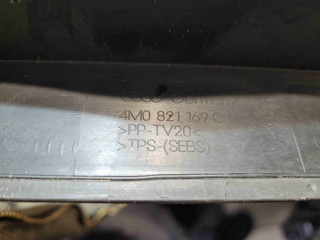 4M0 821 169 C
>PP-TV20<
>TPS-(SEBS)<